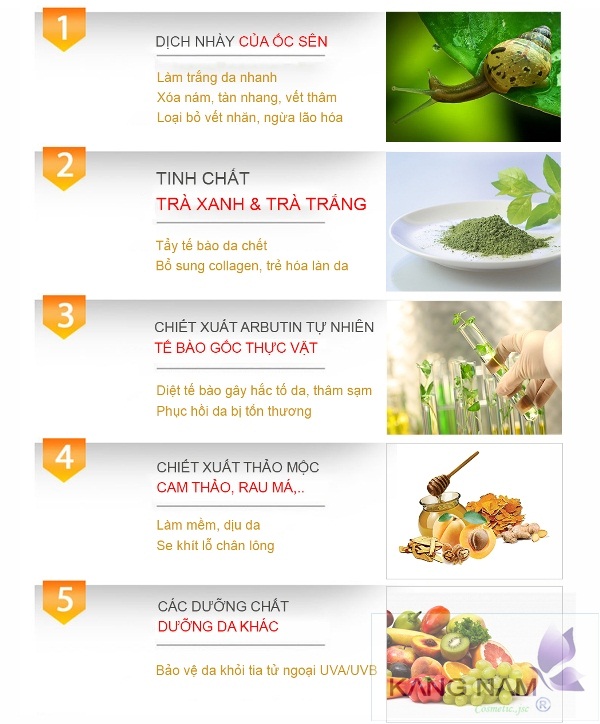 1
DỊCH NHÀY CỦA ỐC SÊN
Làm trắng da nhanh
Xóa nám, tàn nhang, vết thâm
Loại bỏ vết nhăn, ngừa lão hóa
2
TINH CHẤT
TRÀ XANH & TRÀ TRẮNG
Tẩy tế bào da chết
Bổ sung collagen, trẻ hóa làn da
3
CHIẾT XUẤT ARBUTIN TỰ NHIÊN
TẾ BÀO GỐC THỰC VẬT
Diệt tế bào gây hắc tố da, thâm sạm
Phục hồi da bị tổn thương
4
CHIẾT XUẤT THẢO MỘC
CAM THẢO, RAU MÁ,..
Làm mềm, dịu da
Se khít lỗ chân lông
5
CÁC DƯỠNG CHẤT
DƯỠNG DA KHÁC
Bảo vệ da khỏi tia tử ngoại UVA/UVB
KANG NAM
Cosmetic.,jsc ®